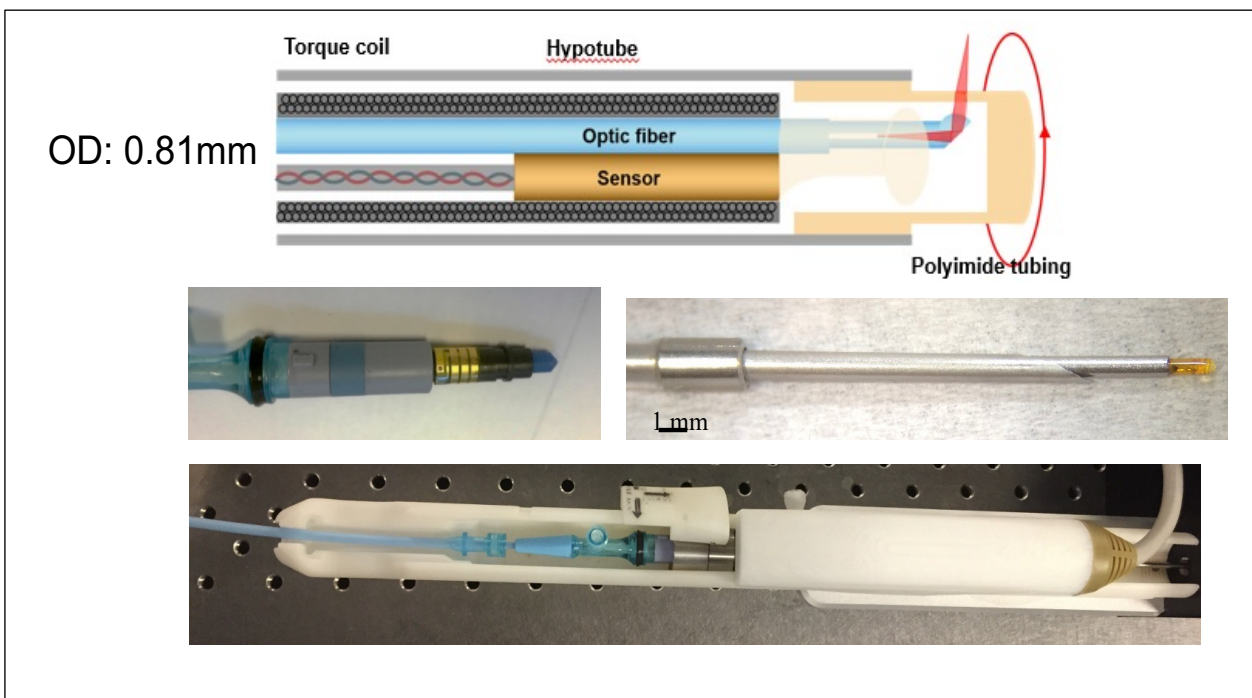 Torque coil
Hypotube
OD: 0.81mm
Optic fiber
Sensor
Polyimide tubing
1 mm